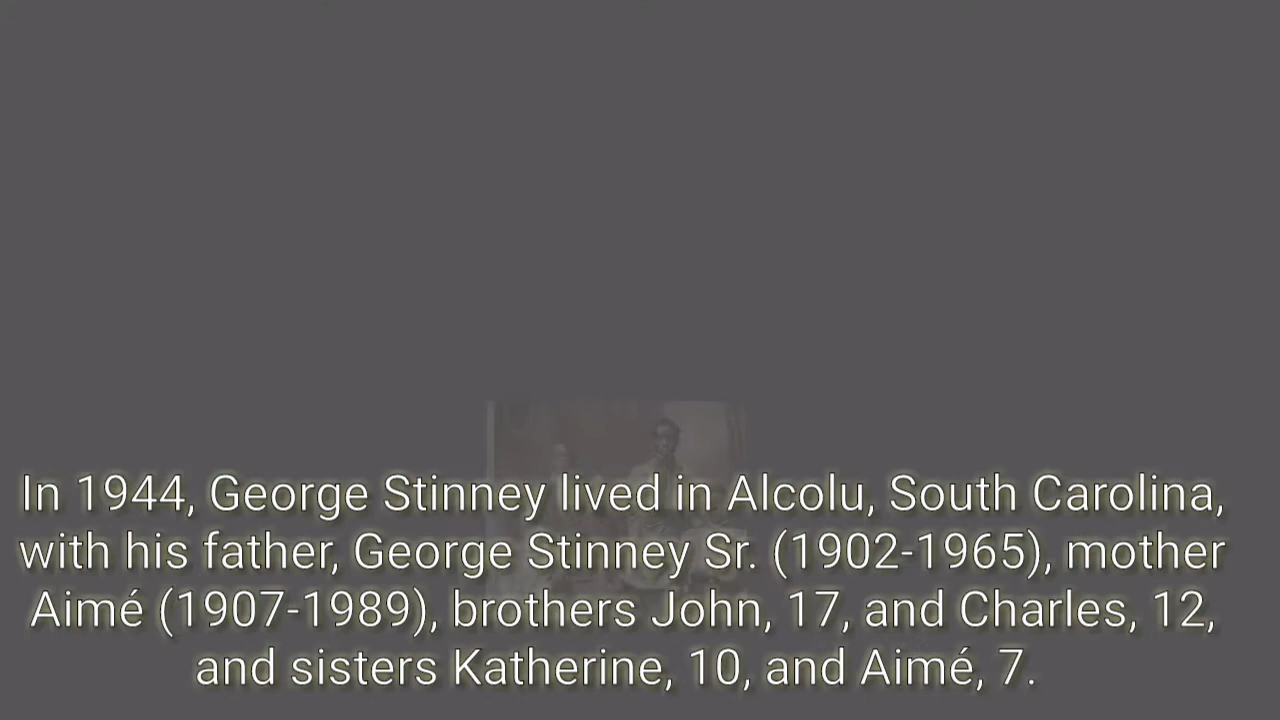 In 1944, George Stinney lived in Alcolu, South Carolina,
with his father, George Stinney Sr. (1902-1965), mother
Aimé (1907-1989), brothers John, 17, and Charles, 12,
and sisters Katherine, 10, and Aimé, 7.